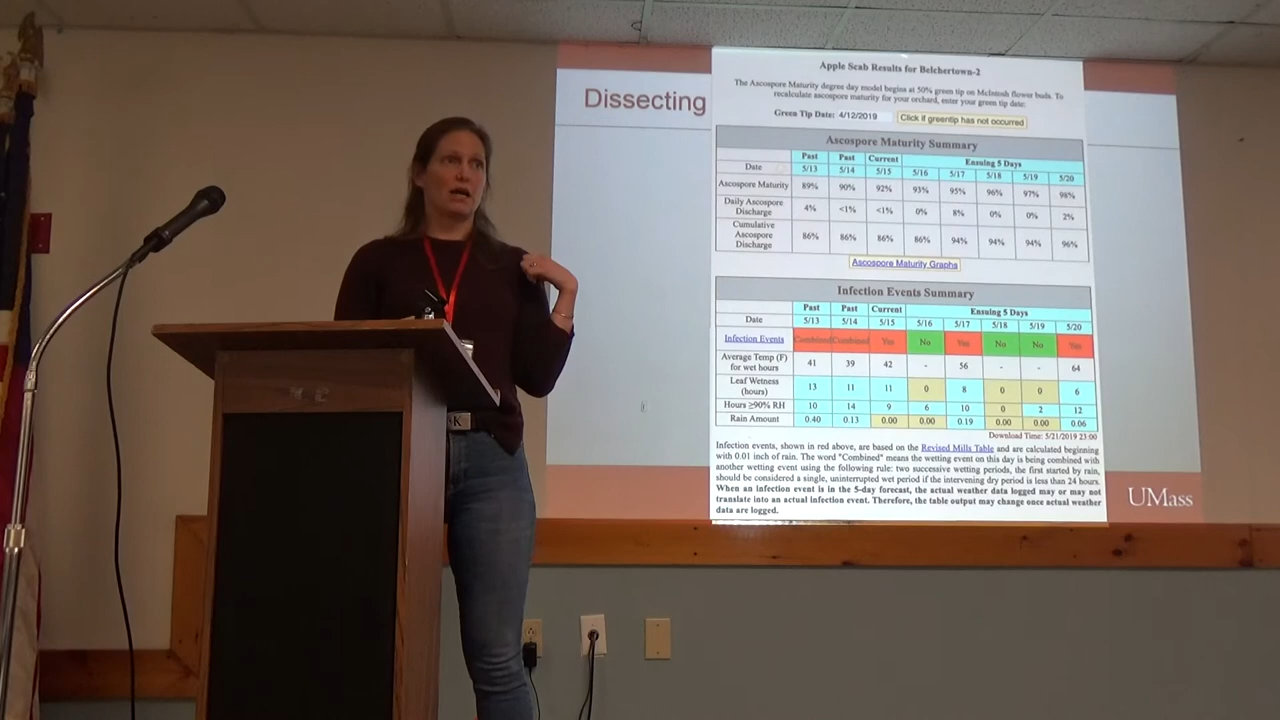 Dissecting
Apple Scab Results for Belchertown-2
The Ascospore Maturity degree day model begins at 50% green tip on McIntosh flower buds. To
recalculate ascospore maturity for your orchard, enter your green tip date:
Green Tip Date: 4/12/2019 Click if greentip has not occurred
Ascospore Maturity Summary
Past Past Current Ensuing 5 Days
Date 5/13 5/14 5/15 5/16 5/17 5/18 5/19 5/20
Ascospore Maturity 89% 90% 92% 93% 95% 96% 97% 98%
Daily Ascospore
Discharge 4% <1% <1% 0% 8% 0% 0% 2%
Cumulative
Ascospore
Discharge 86% 86% 86% 86% 94% 94% 94% 96%
Ascospore Maturity Graphs
Infection Events Summary
Past Past Current Ensuing 5 Days
Date 5/13 5/14 5/15 5/16 5/17 5/18 5/19 5/20
Infection Events Combined Combined Yes No Yes No No Yes
Average Temp (F)
for wet hours 41 39 42 - 56 - - 64
Leaf Wetness
(hours) 13 11 11 0 8 0 0 6
Hours ≥90% RH 10 14 9 6 10 0 2 12
Rain Amount 0.40 0.13 0.00 0.00 0.19 0.00 0.00 0.06
Download Time: 5/21/2019 23:00
Infection events, shown in red above, are based on the Revised Mills Table and are calculated beginning
with 0.01 inch of rain. The word "Combined" means the wetting event on this day is being combined with
another wetting event using the following rule: two successive wetting periods, the first started by rain,
should be considered a single, uninterrupted wet period if the intervening dry period is less than 24 hours.
When an infection event is in the 5-day forecast, the actual weather data logged may or may not
translate into an actual infection event. Therefore, the table output may change once actual weather
data are logged.
UMass
K